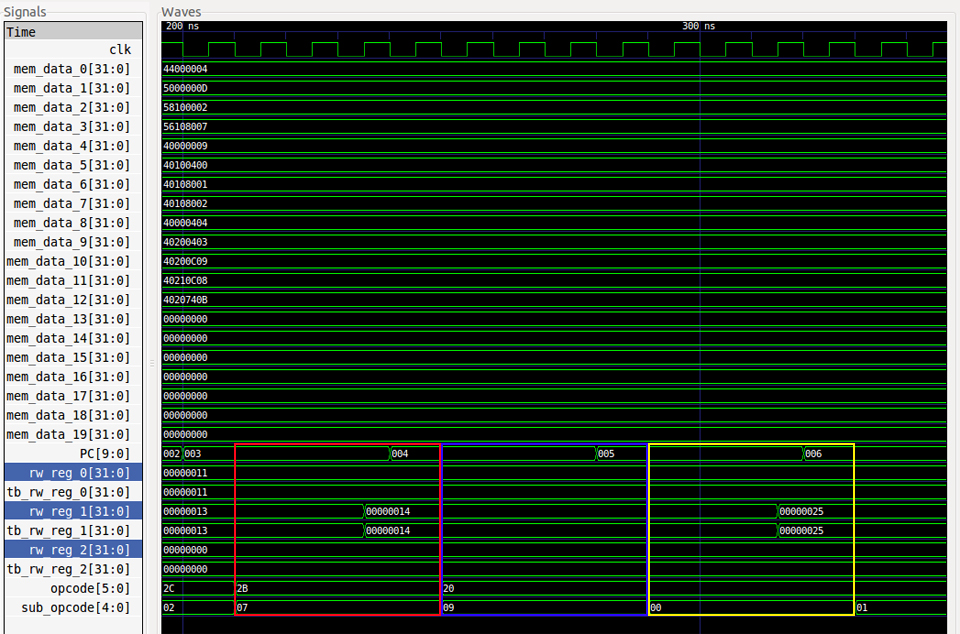 Signals
Waves
Time
200 ns 300 ns
clk
mem_data_0[31:0] 44000004
mem_data_1[31:0] 5000000D
mem_data_2[31:0] 58100002
mem_data_3[31:0] 56108007
mem_data_4[31:0] 40000009
mem_data_5[31:0] 40100400
mem_data_6[31:0] 40108001
mem_data_7[31:0] 40108002
mem_data_8[31:0] 40000404
mem_data_9[31:0] 40200403
mem_data_10[31:0] 40200C09
mem_data_11[31:0] 40210C08
mem_data_12[31:0] 4020740B
mem_data_13[31:0] 00000000
mem_data_14[31:0] 00000000
mem_data_15[31:0] 00000000
mem_data_16[31:0] 00000000
mem_data_17[31:0] 00000000
mem_data_18[31:0] 00000000
mem_data_19[31:0] 00000000
PC[9:0] 002 003 004 005 006
rw_reg_0[31:0] 00000011
tb_rw_reg_0[31:0] 00000011
rw_reg_1[31:0] 00000013 00000014 00000025
tb_rw_reg_1[31:0] 00000013 00000014 00000025
rw_reg_2[31:0] 00000000
tb_rw_reg_2[31:0] 00000000
opcode[5:0] 2C 2B 20
sub_opcode[4:0] 02 07 09 00 01